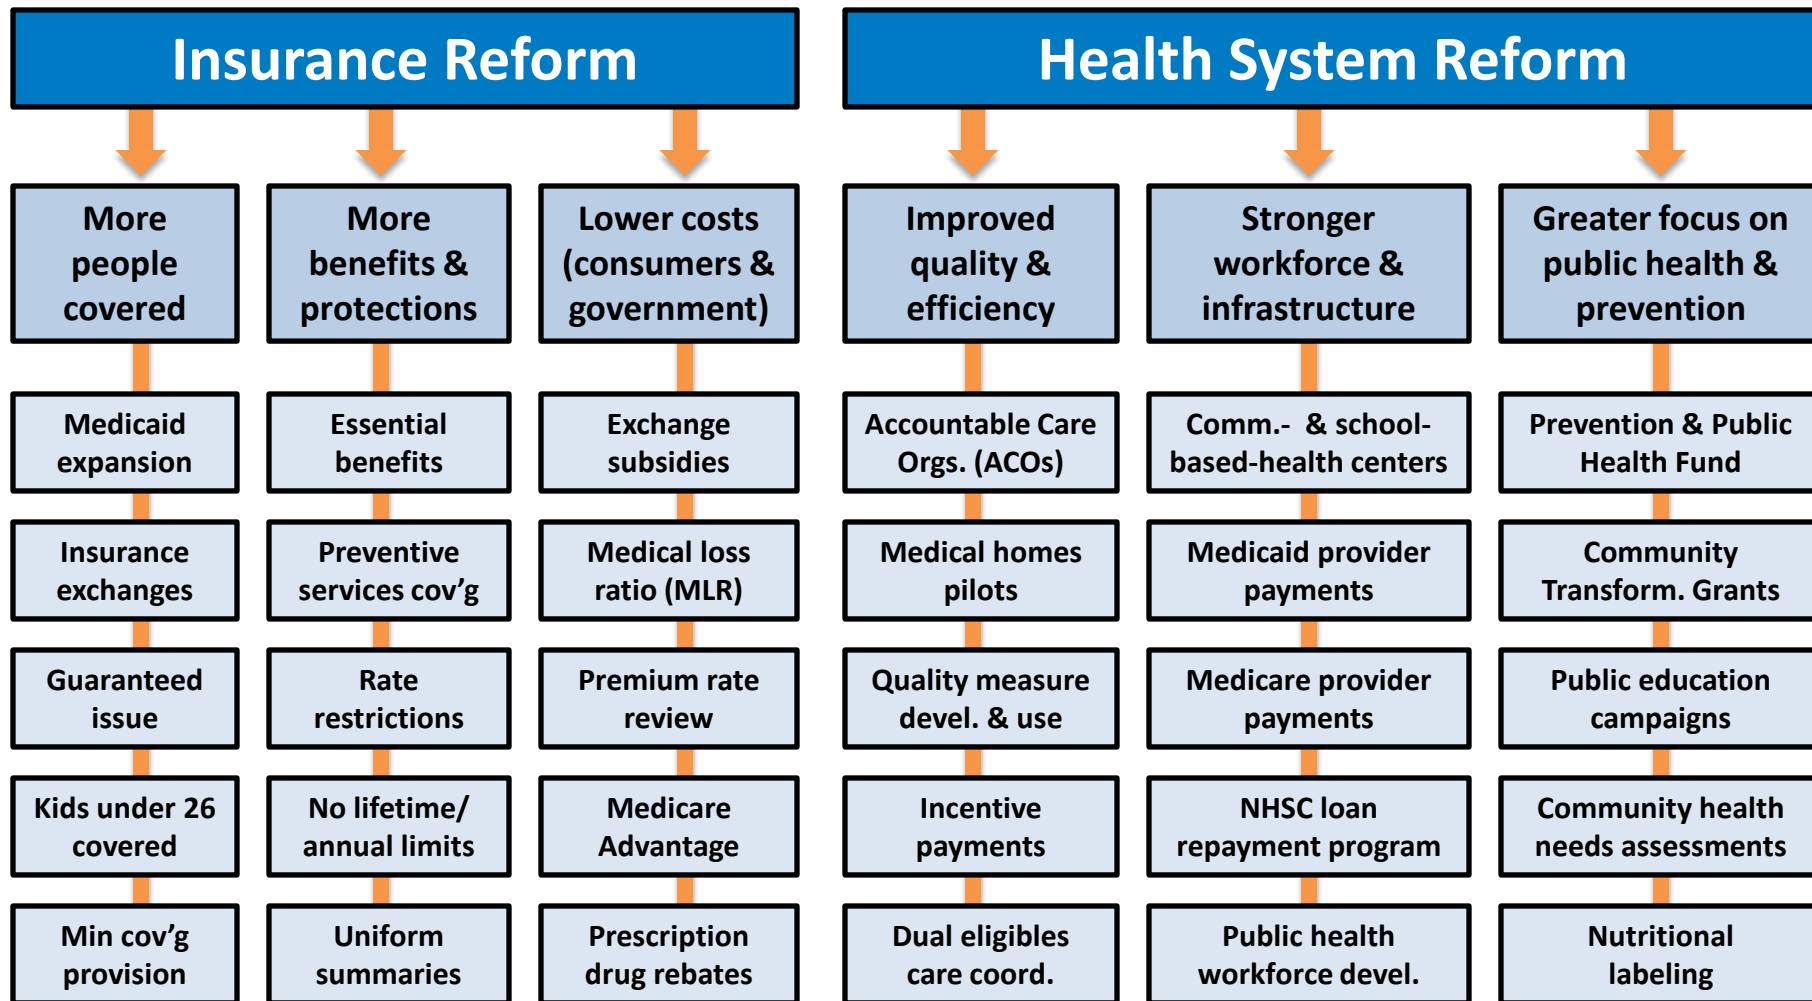 Insurance Reform
Health System Reform
More
people
covered
More
benefits &
protections
Lower costs
(consumers &
government)
Improved
quality &
efficiency
Stronger
workforce &
infrastructure
Greater focus on
public health &
prevention
Medicaid
expansion
Essential
benefits
Exchange
subsidies
Accountable Care
Orgs. (ACOs)
Comm.-  & school-
based-health centers
Prevention & Public
Health Fund
Insurance
exchanges
Preventive
services cov’g
Medical loss
ratio (MLR)
Medical homes
pilots
Medicaid provider
payments
Community
Transform. Grants
Guaranteed
issue
Rate
restrictions
Premium rate
review
Quality measure
devel. & use
Medicare provider
payments
Public education
campaigns
Kids under 26
covered
No lifetime/
annual limits
Medicare
Advantage
Incentive
payments
NHSC loan
repayment program
Community health
needs assessments
Min cov’g
provision
Uniform
summaries
Prescription
drug rebates
Dual eligibles
care coord.
Public health
workforce devel.
Nutritional
labeling